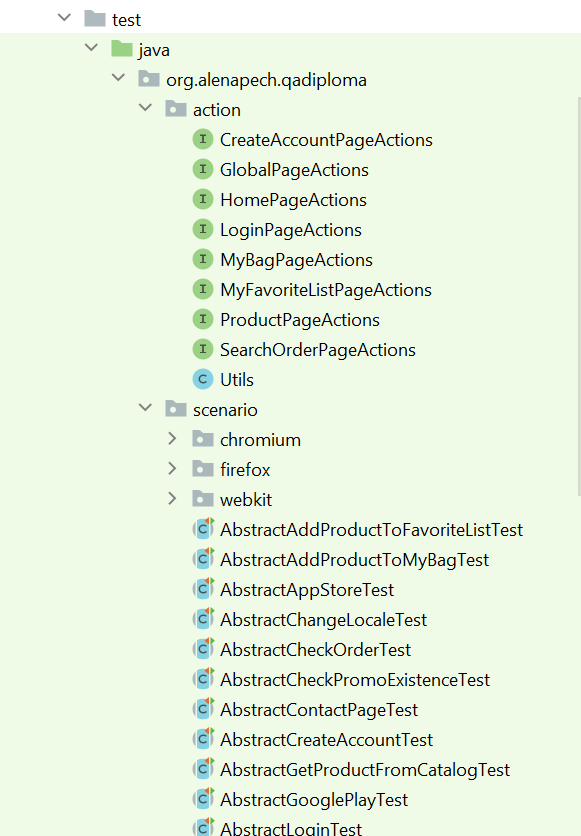 test
java
org.alenapech.qadiploma
action
I CreateAccountPageActions
I GlobalPageActions
I HomePageActions
I LoginPageActions
I MyBagPageActions
I MyFavoriteListPageActions
I ProductPageActions
I SearchOrderPageActions
C Utils
scenario
chromium
firefox
webkit
C AbstractAddProductToFavoriteListTest
C AbstractAddProductToMyBagTest
C AbstractAppStoreTest
C AbstractChangeLocaleTest
C AbstractCheckOrderTest
C AbstractCheckPromoExistenceTest
C AbstractContactPageTest
C AbstractCreateAccountTest
C AbstractGetProductFromCatalogTest
C AbstractGooglePlayTest
C AbstractLoginTest